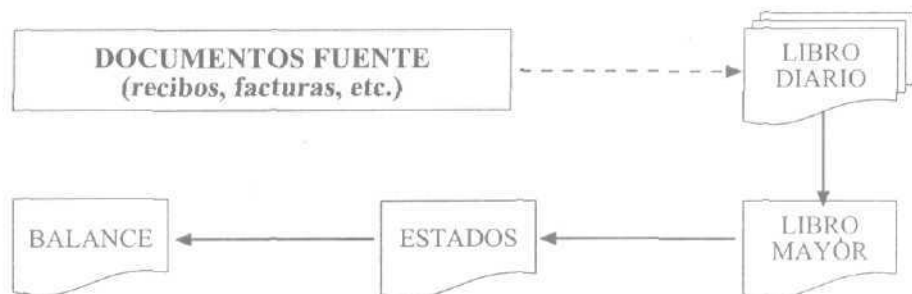 DOCUMENTOS FUENTE
(recibos, facturas, etc.)
LIBRO
DIARIO
BALANCE
ESTADOS
LIBRO
MAYOR